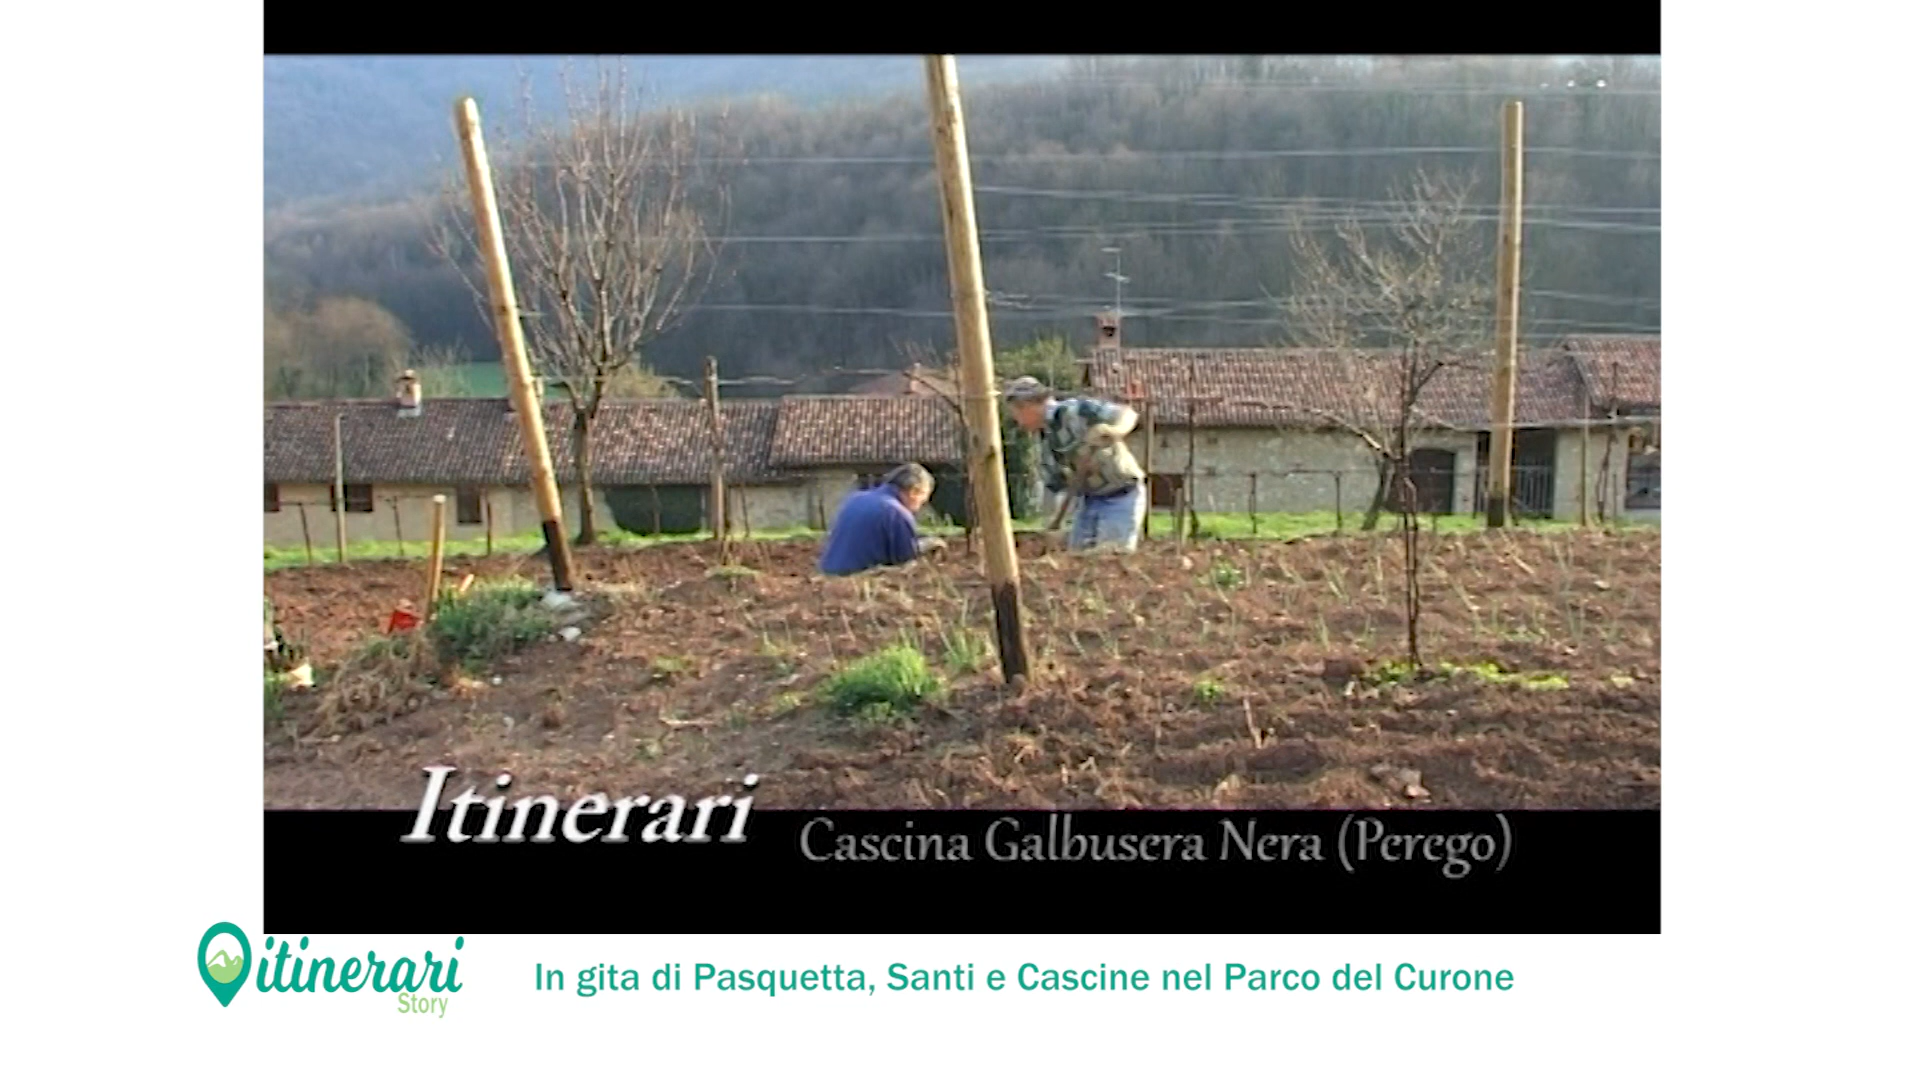 Itinerari
Cascina Galbusera Nera (Perego)
itinerari
Story
In gita di Pasquetta, Santi e Cascine nel Parco del Curone